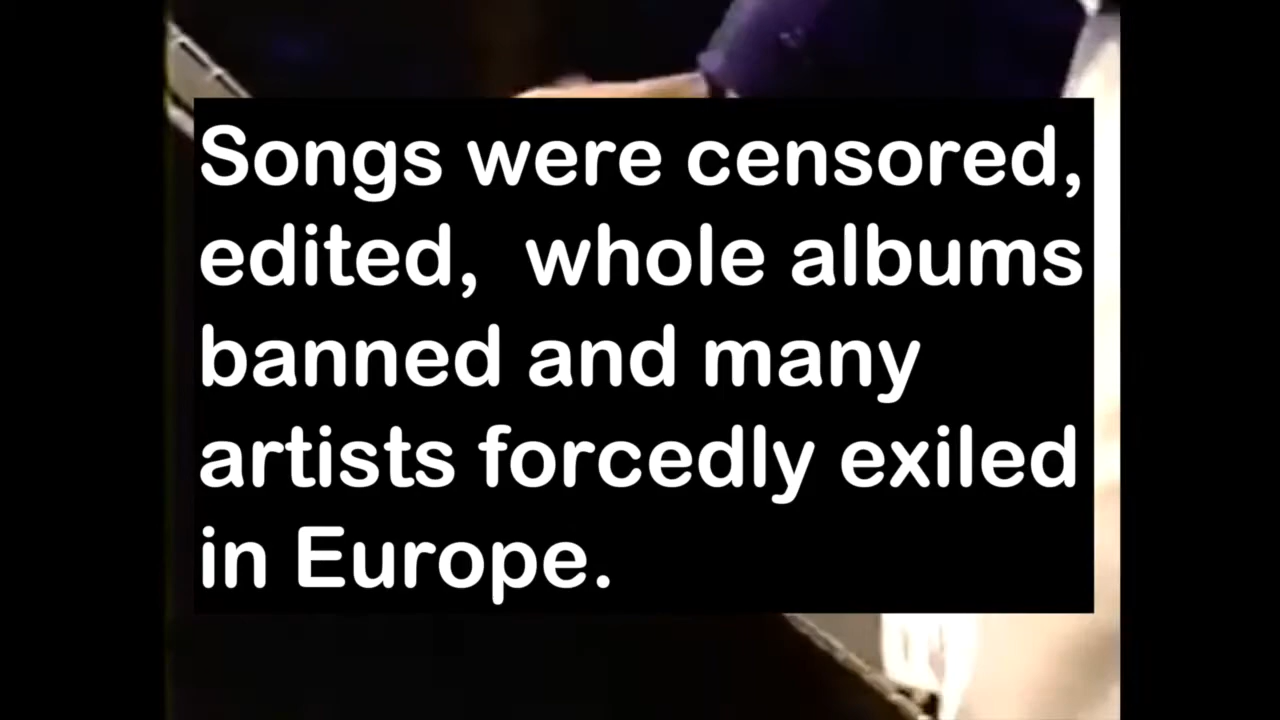 Songs were censored,
edited,  whole albums
banned and many
artists forcedly exiled
in Europe.